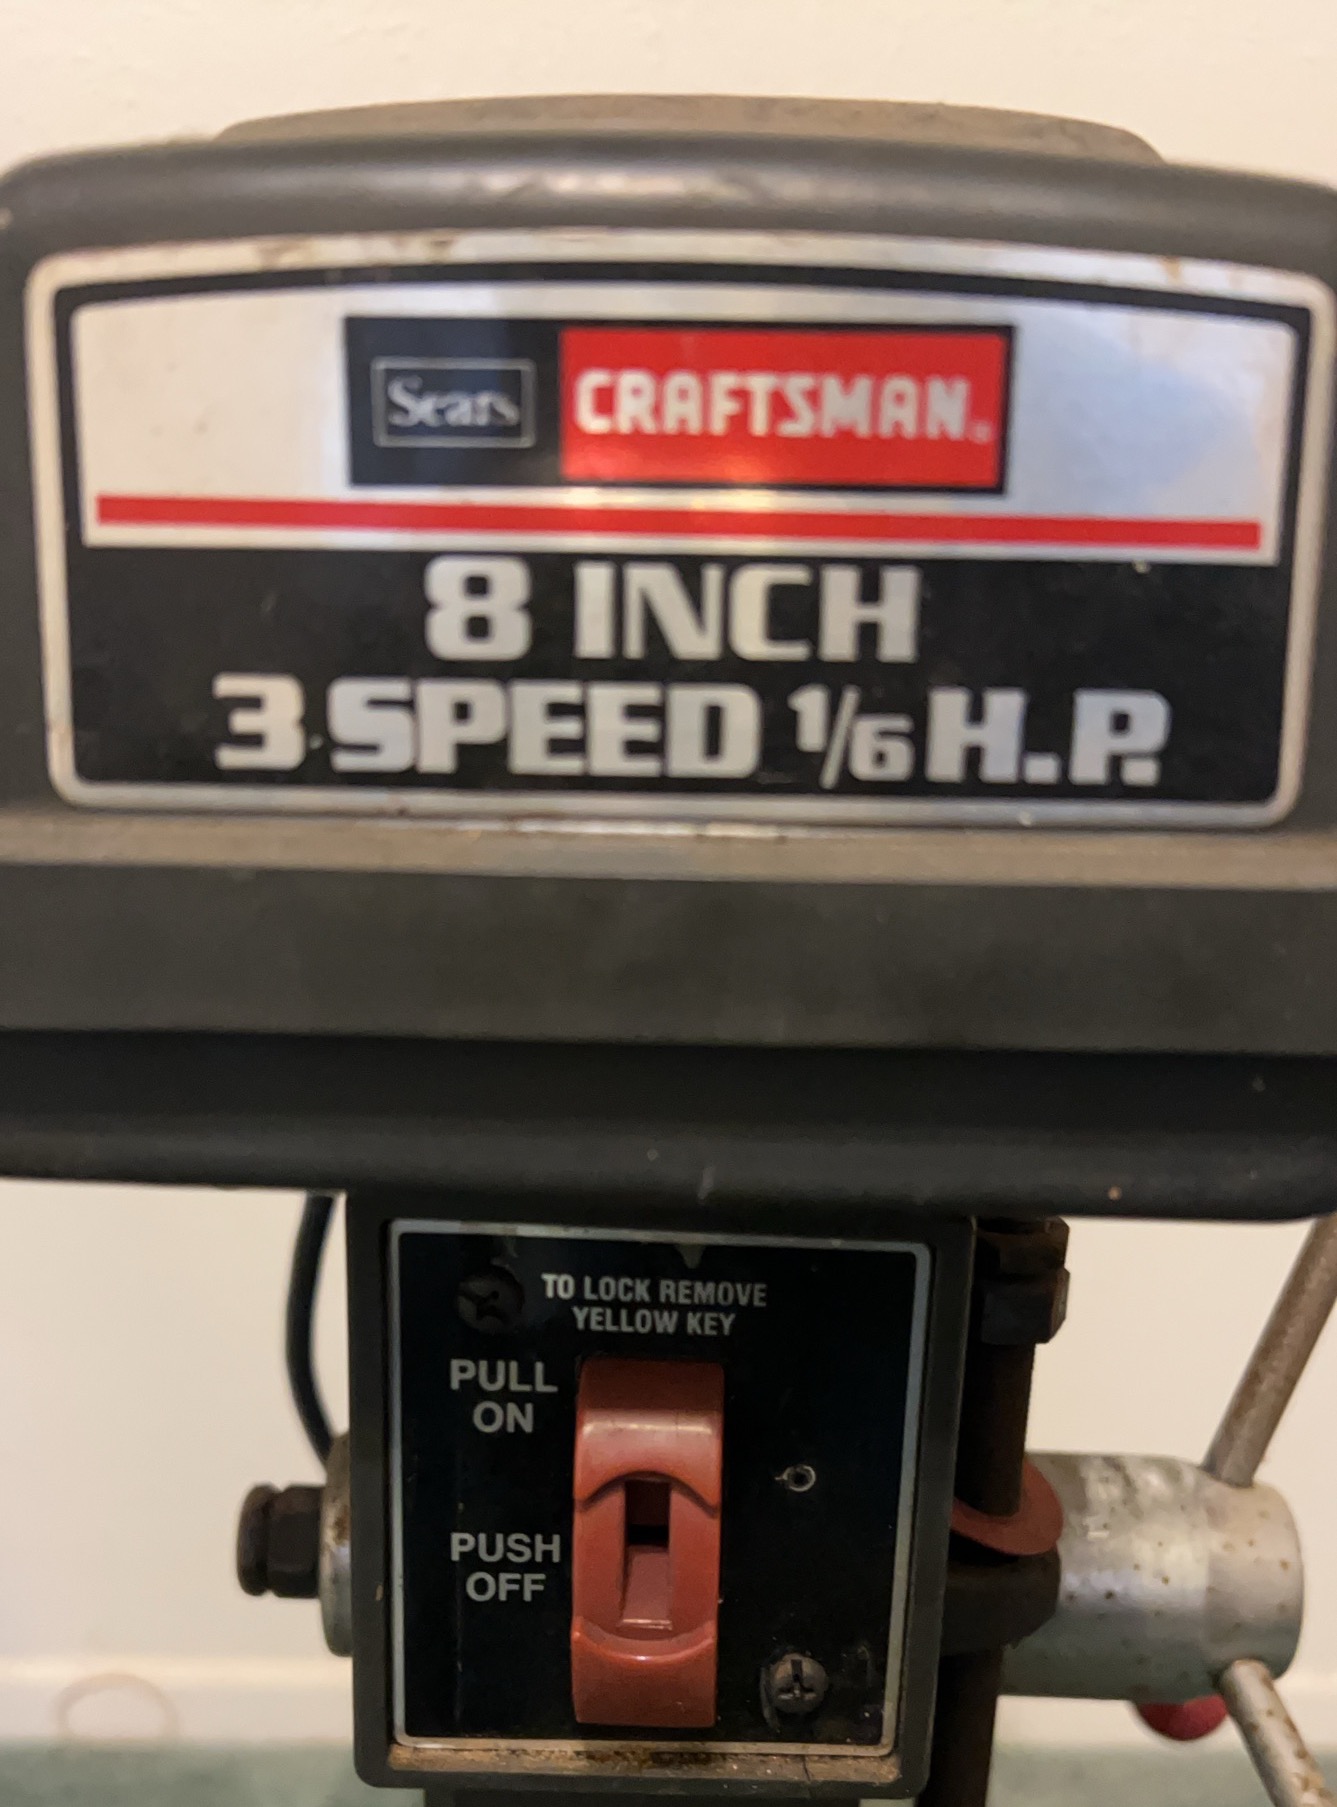 Sears CRAFTSMAN®
8 INCH
3 SPEED 1/6 H.P.
TO LOCK REMOVE
YELLOW KEY
PULL
ON
PUSH
OFF